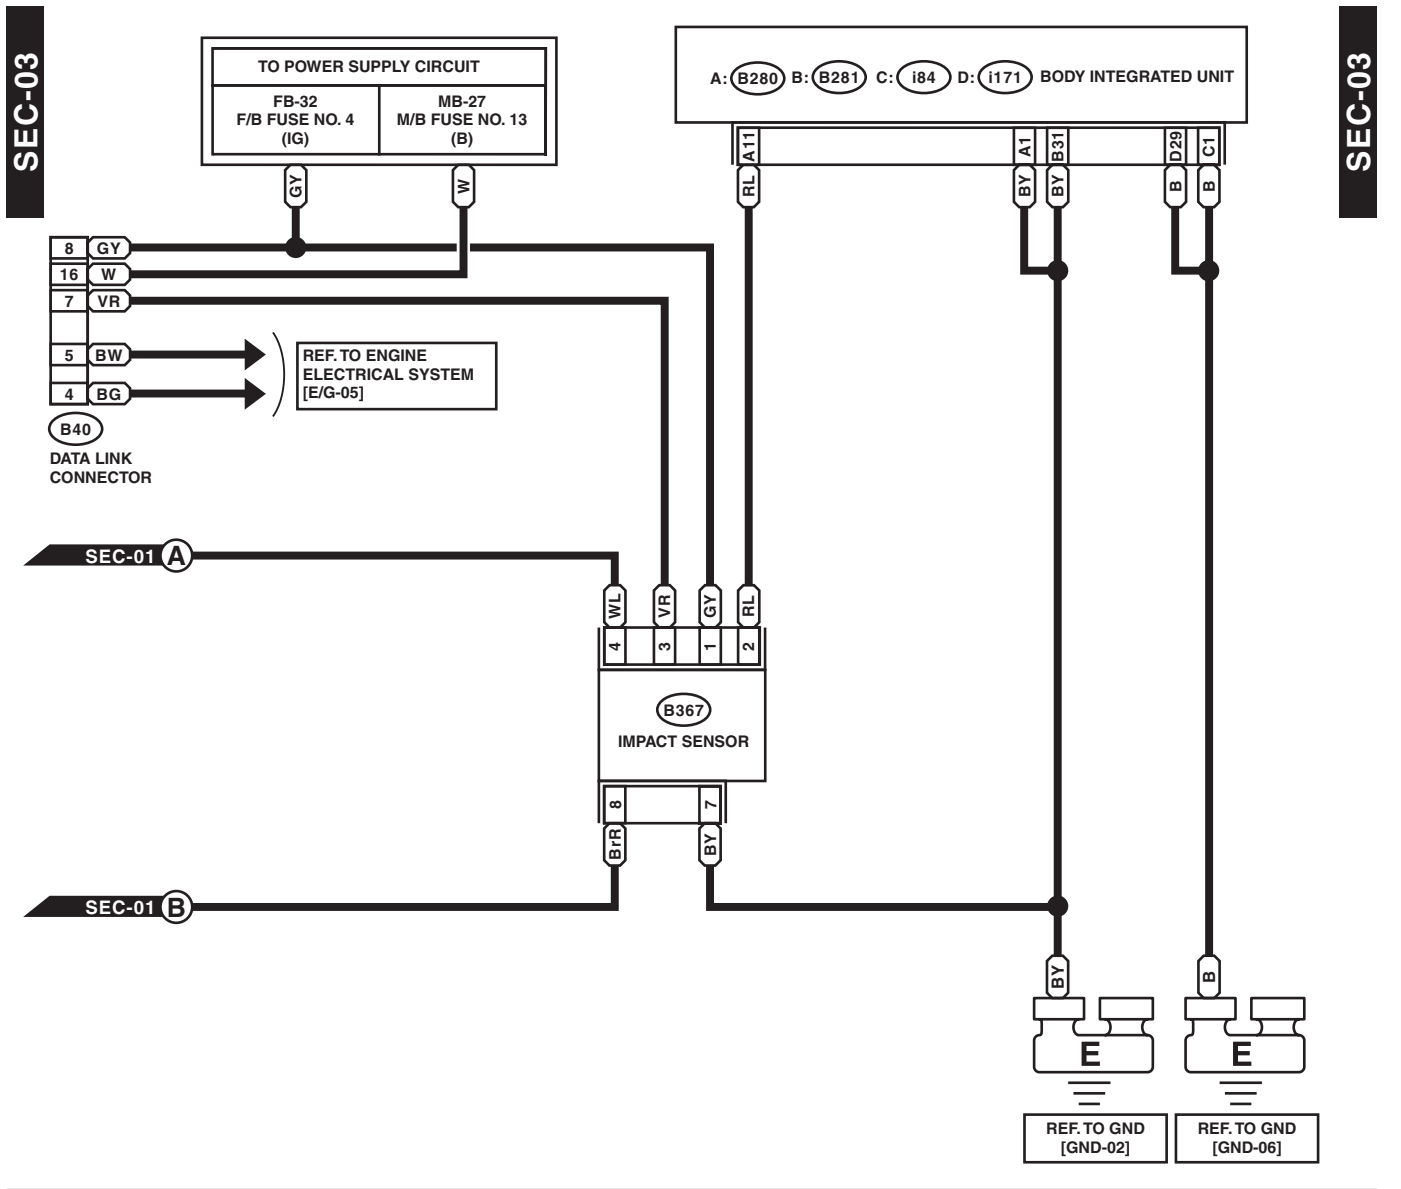 SEC-03
SEC-03
TO POWER SUPPLY CIRCUIT
FB-32
F/B FUSE NO. 4
(IG)
MB-27
M/B FUSE NO. 13
(B)
A: B280 B: B281 C: i84 D: i171 BODY INTEGRATED UNIT
A11 A1 B31 D29 C1
GY W RL BY BY B B
8 GY
16 W
7 VR
5 BW
4 BG
REF. TO ENGINE
ELECTRICAL SYSTEM
[E/G-05]
B40
DATA LINK
CONNECTOR
SEC-01 A
WL VR GY RL
4 3 1 2
B367
IMPACT SENSOR
8 7
BrR BY
SEC-01 B
BY B
E E
REF. TO GND
[GND-02]
REF. TO GND
[GND-06]